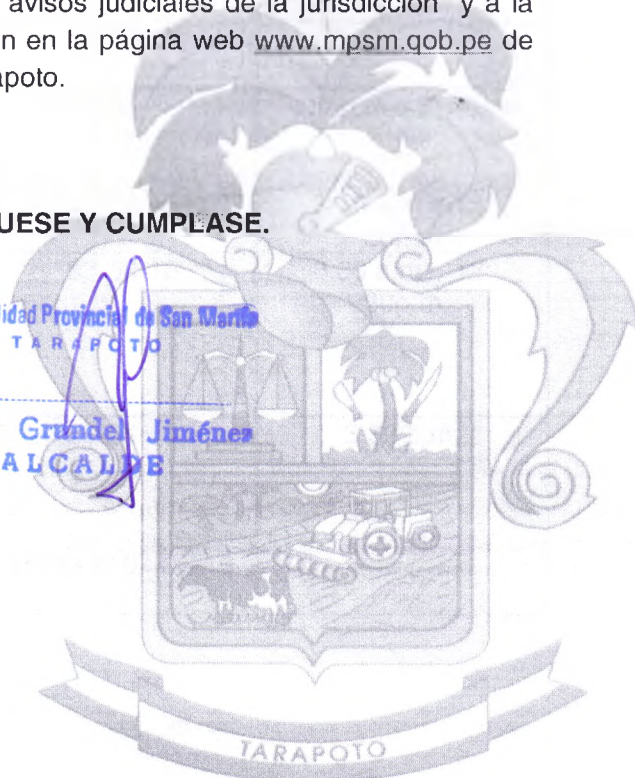 avisos judiciales de la jurisdicción y a la
n en la página web www.mpsm.gob.pe de
apoto.
UESE Y CUMPLASE.
idad Provincial de San Martín
TARAPOTO
Grundel Jiménez
ALCALDE
TARAPOTO